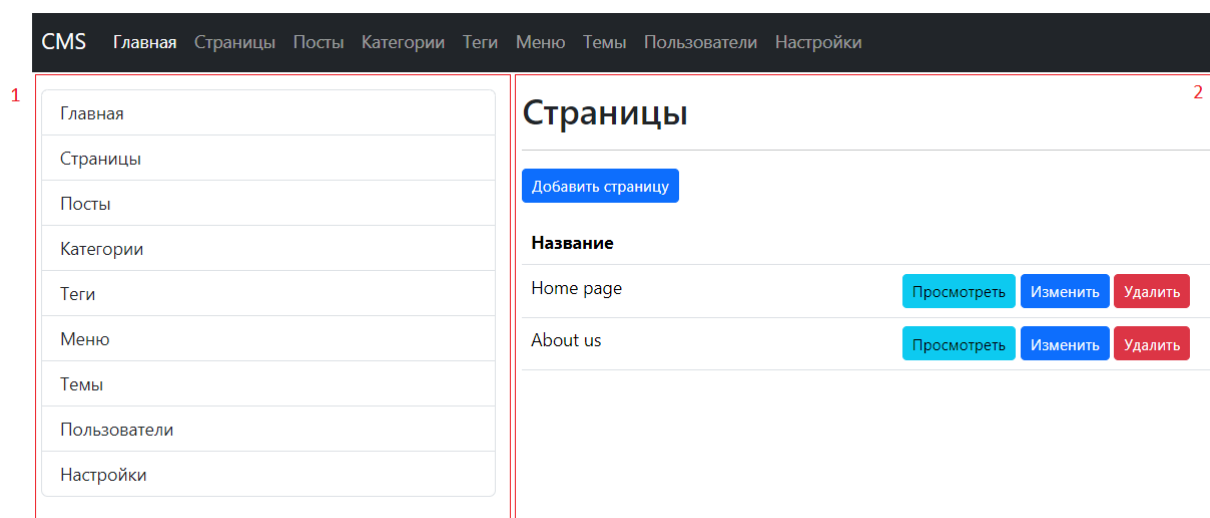 CMS Главная Страницы Посты Категории Теги Меню Темы Пользователи Настройки
1
Главная
Страницы
Посты
Категории
Теги
Меню
Темы
Пользователи
Настройки
2
Страницы
Добавить страницу
Название
Home page Просмотреть Изменить Удалить
About us Просмотреть Изменить Удалить